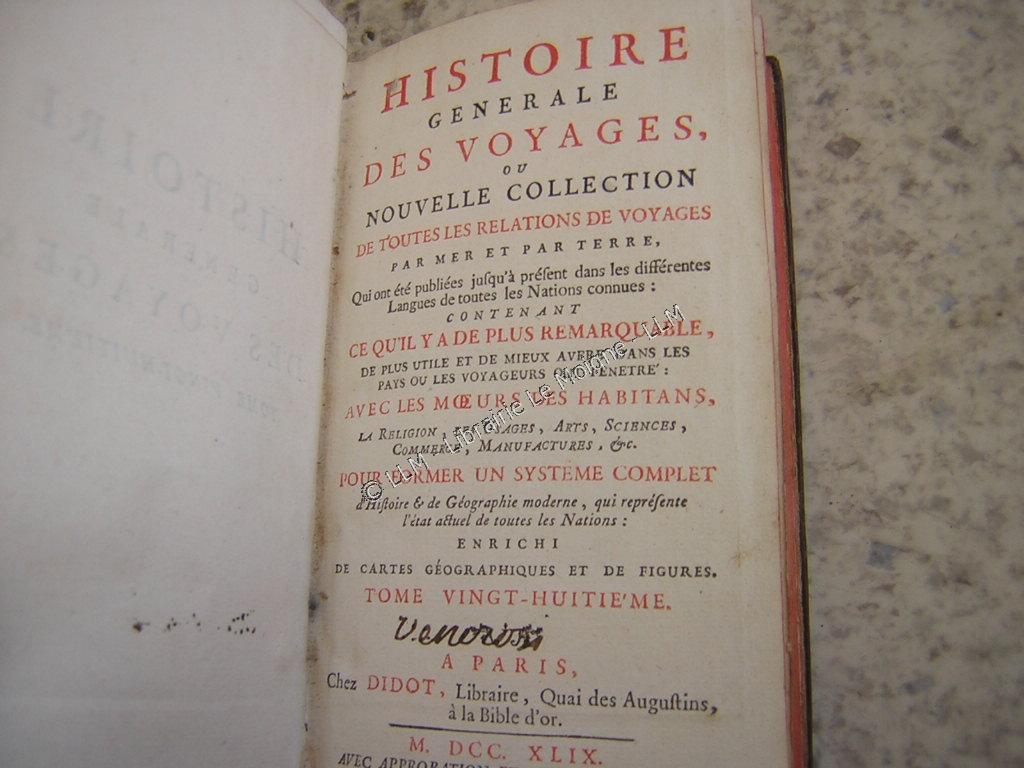 HISTOIRE
GENERALE
DES VOYAGES,
OU
NOUVELLE COLLECTION
DE TOUTES LES RELATIONS DE VOYAGES
PAR MER ET PAR TERRE,
Qui ont été publiées juſqu'à préſent dans les différentes
Langues de toutes les Nations connues :
CONTENANT
CE QU'IL Y A DE PLUS REMARQUABLE,
DE PLUS UTILE ET DE MIEUX AVERE' DANS LES
PAYS OU LES VOYAGEURS ONT PENETRE' :
AVEC LES MŒURS DES HABITANS,
LA RELIGION, LES USAGES, ARTS, SCIENCES,
COMMERCE, MANUFACTURES, &c.
POUR FORMER UN SYSTÊME COMPLET
d'Hiſtoire & de Géographie moderne, qui repréſente
l'état actuel de toutes les Nations :
ENRICHI
DE CARTES GÉOGRAPHIQUES ET DE FIGURES.
TOME VINGT-HUITIE'ME.
A PARIS,
Chez DIDOT, Libraire, Quai des Auguſtins,
à la Bible d'or.
M. DCC. XLIX.
AVEC APPROBATION ET
© LLM - Librairie Le Moione - LLM